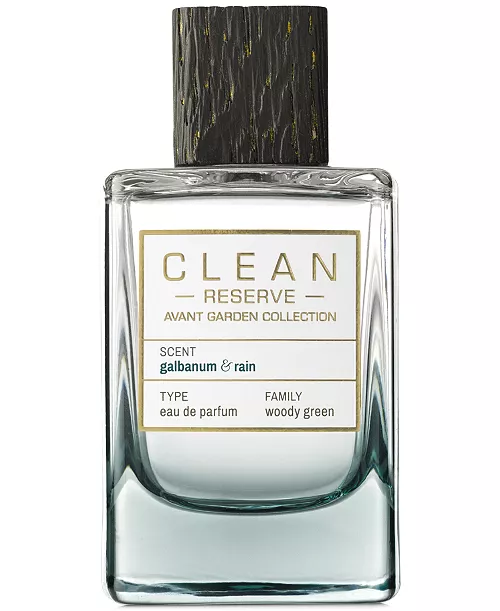 CLEAN
— RESERVE —
AVANT GARDEN COLLECTION
SCENT
galbanum & rain
TYPE FAMILY
eau de parfum woody green